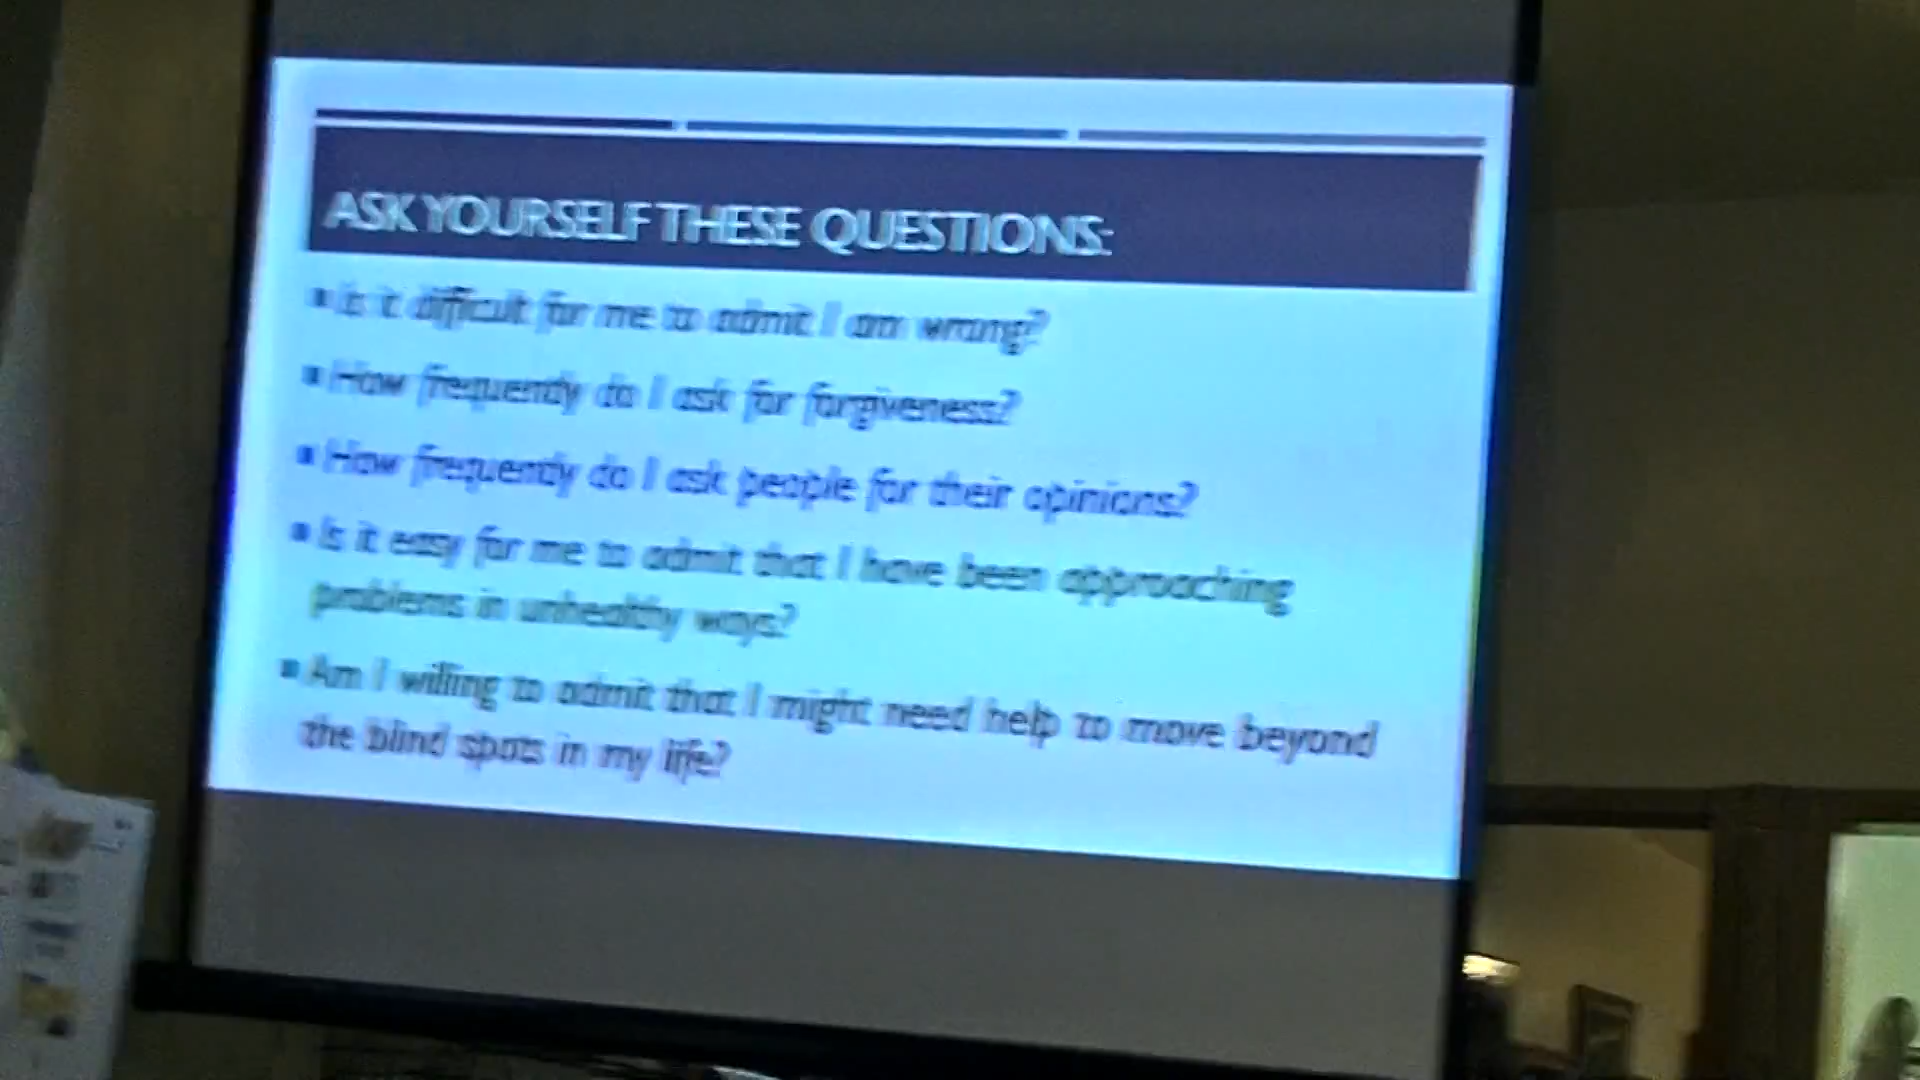 ASK YOURSELF THESE QUESTIONS:
▪ Is it difficult for me to admit I am wrong?
▪ How frequently do I ask for forgiveness?
▪ How frequently do I ask people for their opinions?
▪ Is it easy for me to admit that I have been approaching
problems in unhealthy ways?
▪ Am I willing to admit that I might need help to move beyond
the blind spots in my life?